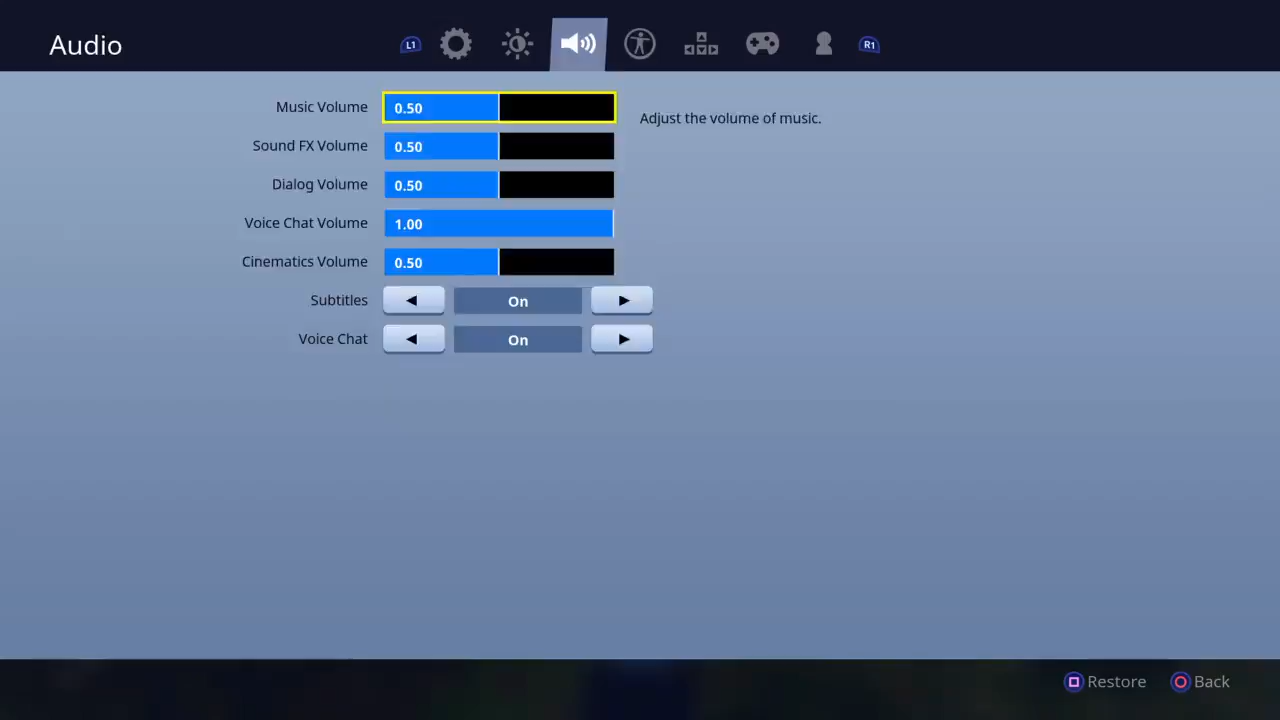 Audio
L1
R1
Music Volume 0.50 Adjust the volume of music.
Sound FX Volume 0.50
Dialog Volume 0.50
Voice Chat Volume 1.00
Cinematics Volume 0.50
Subtitles On
Voice Chat On
Restore Back